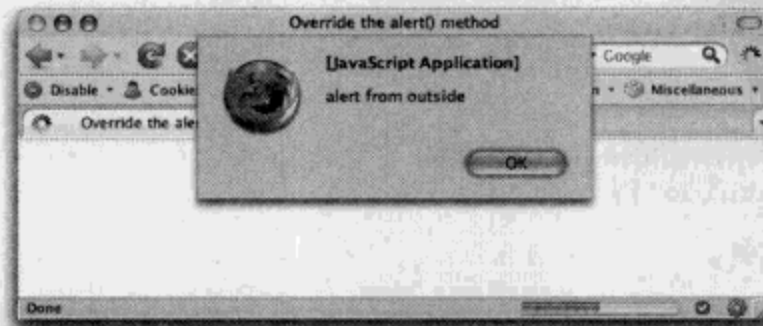 Override the alert() method
[JavaScript Application]
Google
Disable
Cookie
alert from outside
Miscellaneous
Override the ale
OK
Done